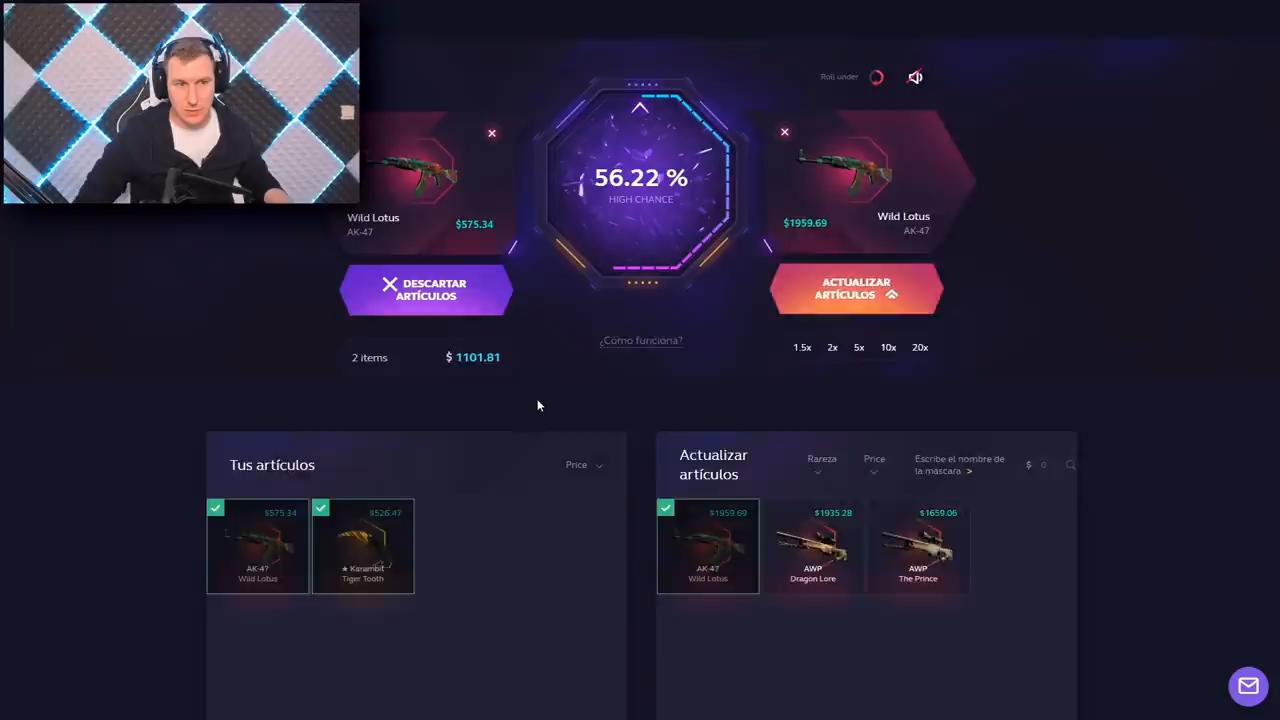 Roll under
56.22 %
HIGH CHANCE
Wild Lotus
AK-47
$575.34
$1959.69
Wild Lotus
AK-47
DESCARTAR
ARTÍCULOS
ACTUALIZAR
ARTÍCULOS
¿Cómo funciona?
2 items
$ 1101.81
1.5x 2x 5x 10x 20x
Tus artículos
Price
Actualizar
artículos
Rareza
Price
Escribe el nombre de
la máscara >
$ 0
$575.34
AK-47
Wild Lotus
$526.47
★ Karambit
Tiger Tooth
$1959.69
AK-47
Wild Lotus
$1935.28
AWP
Dragon Lore
$1659.06
AWP
The Prince